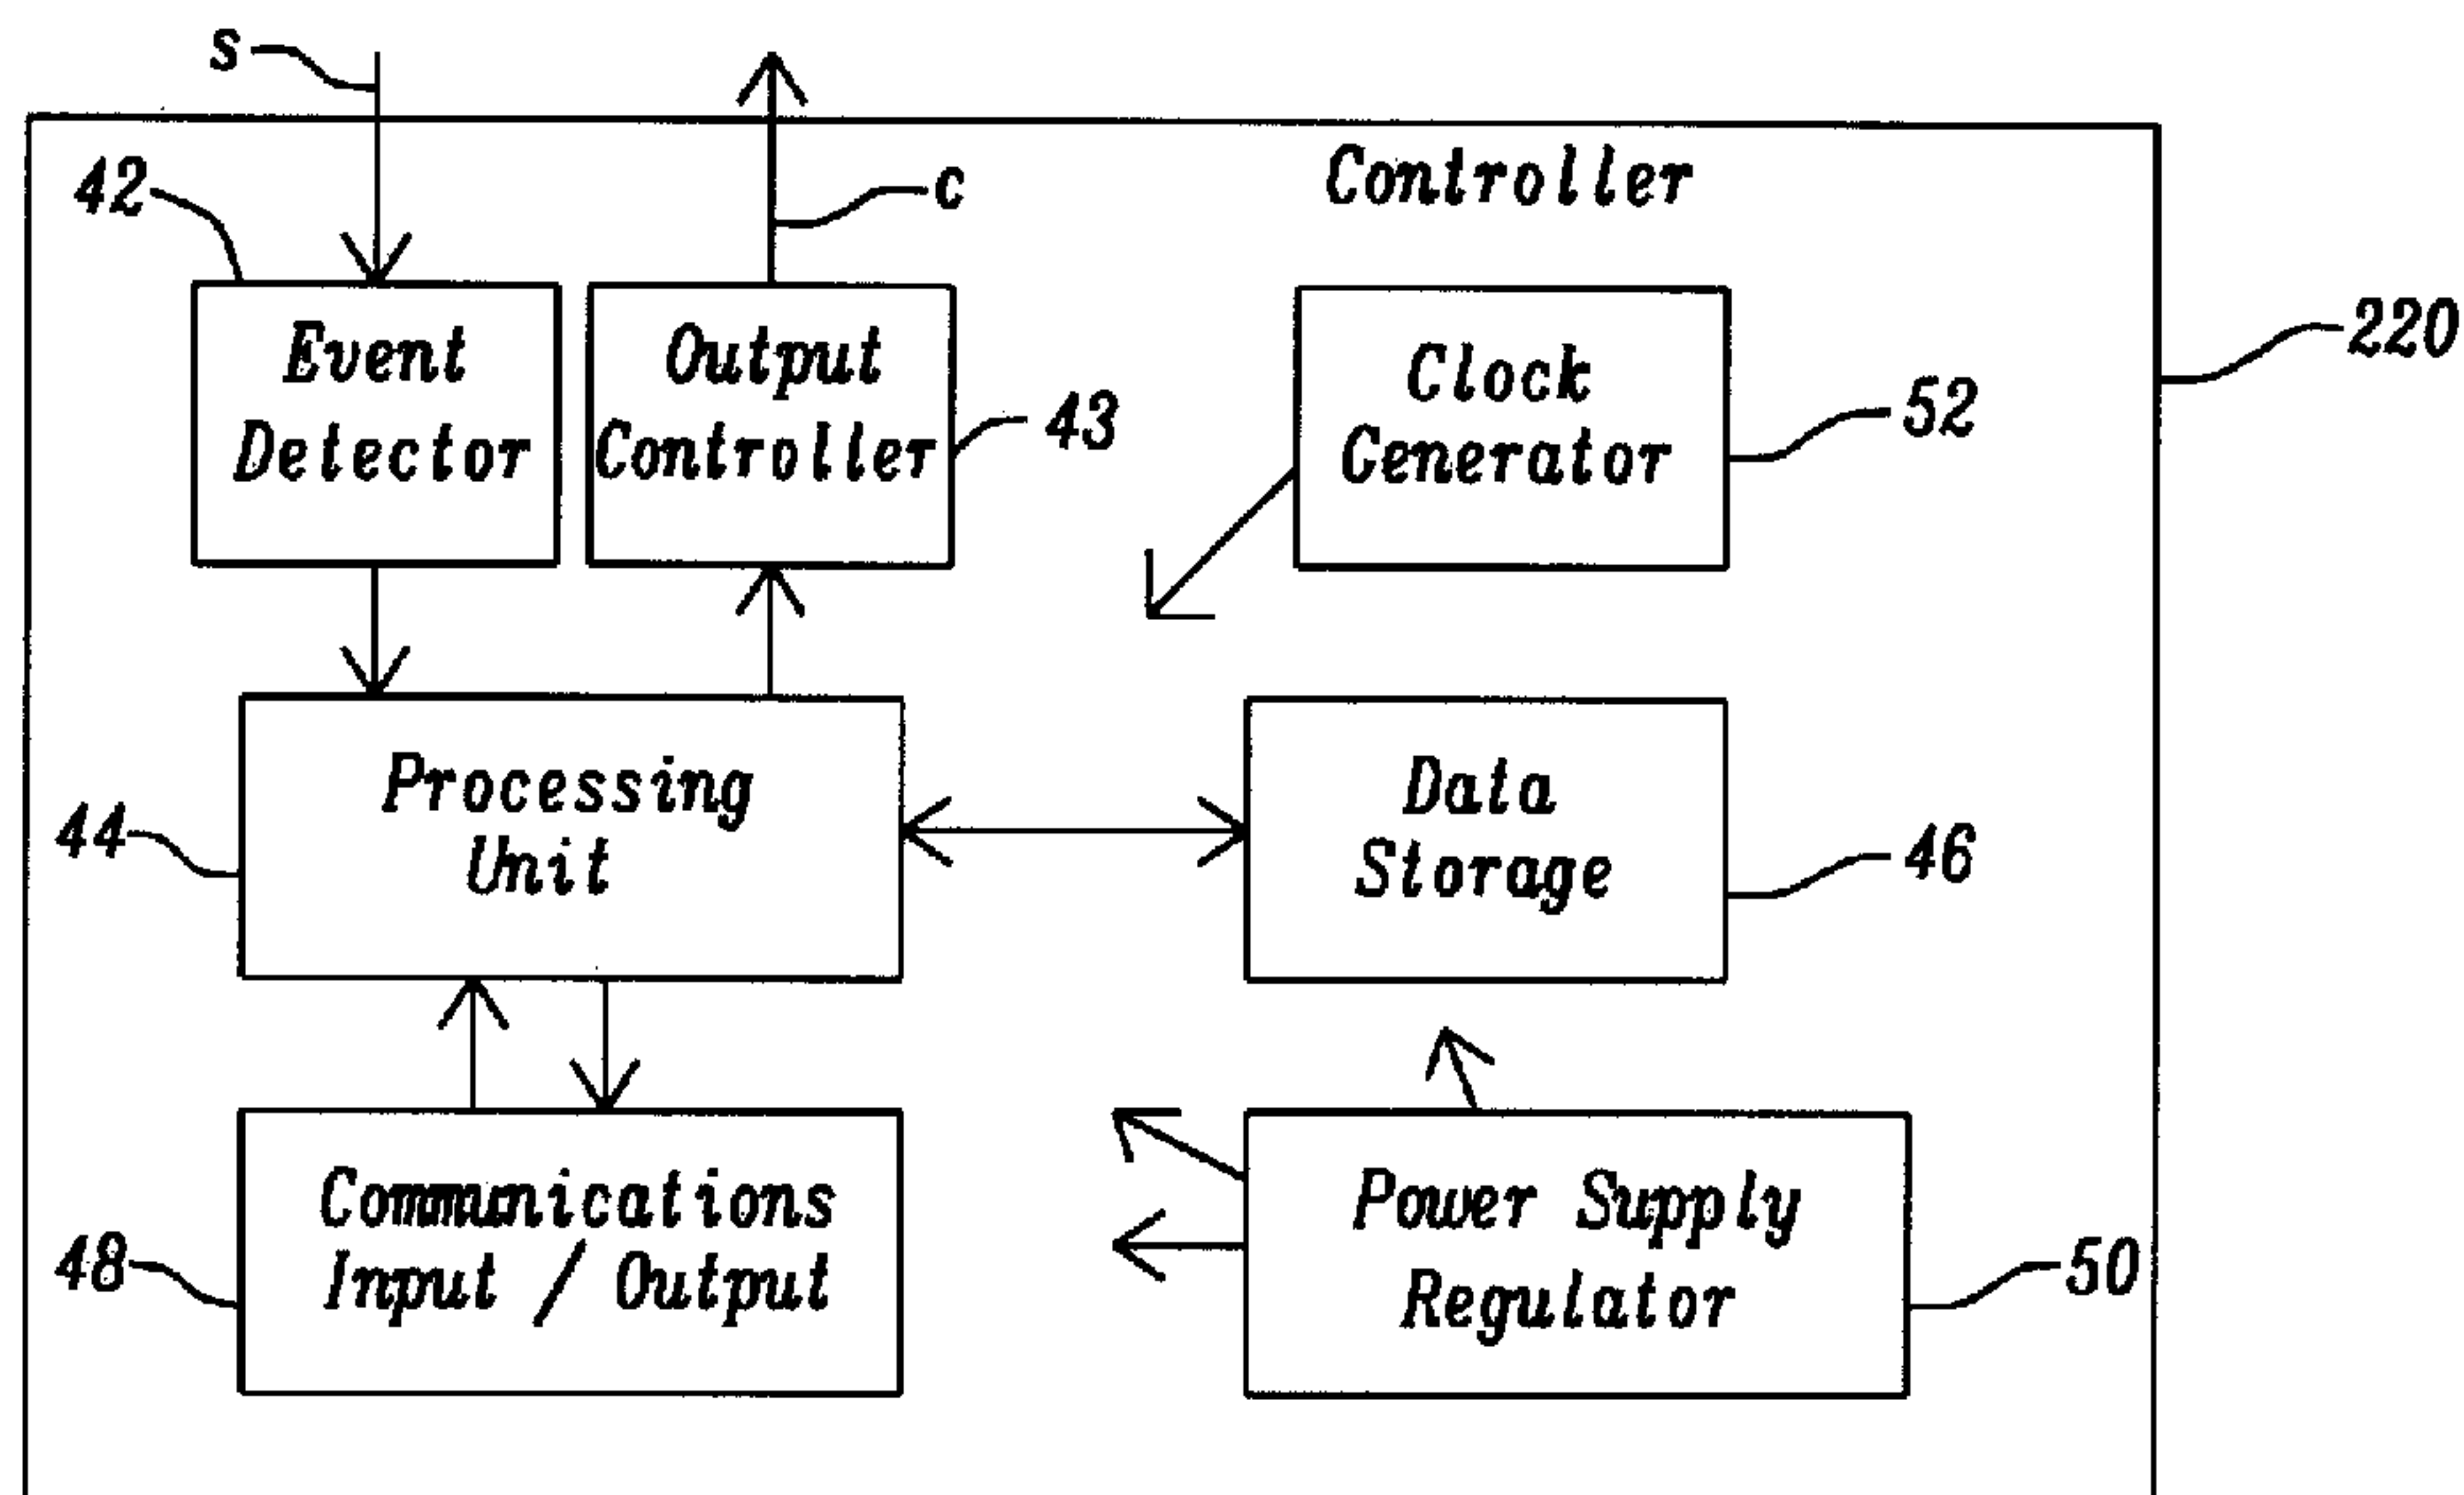 s
c
Controller
42
Event
Detector
Output
Controller
43
Clock
Generator
52
220
44
Processing
Unit
Data
Storage
46
48
Communications
Input / Output
Power Supply
Regulator
50